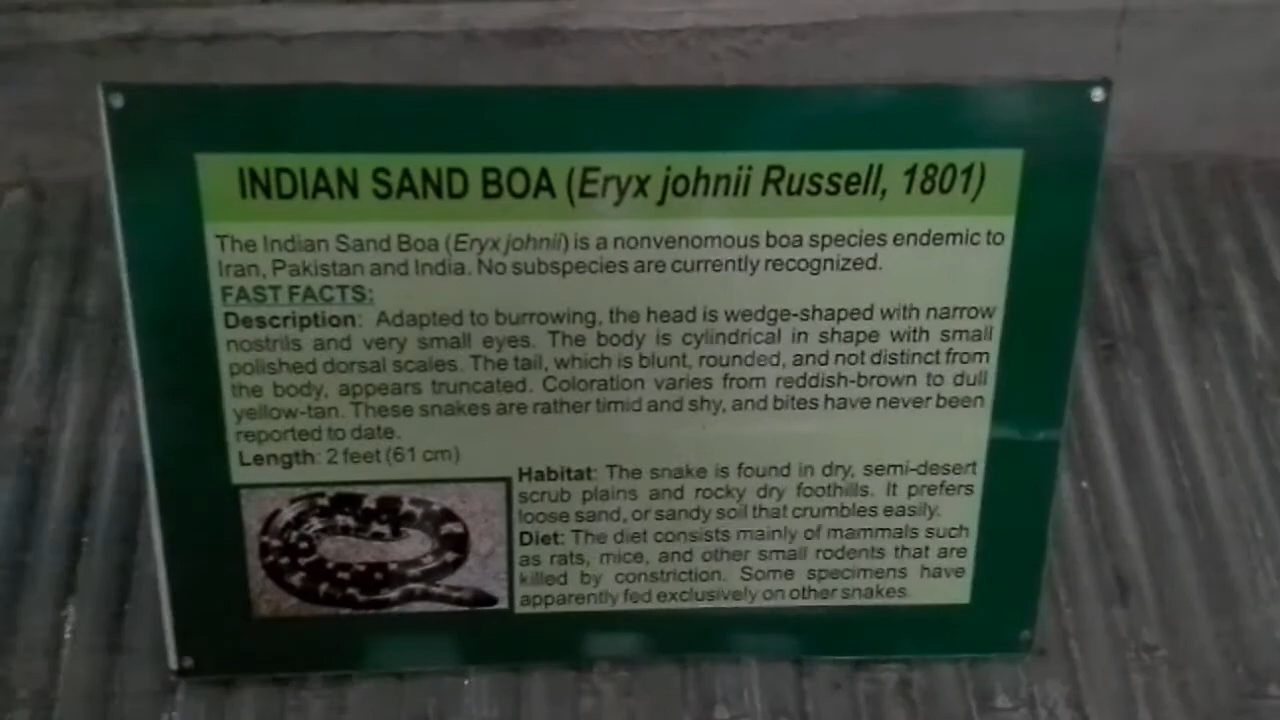 INDIAN SAND BOA (Eryx johnii Russell, 1801)
The Indian Sand Boa (Eryx johnii) is a nonvenomous boa species endemic to
Iran, Pakistan and India. No subspecies are currently recognized.
FAST FACTS:
Description: Adapted to burrowing, the head is wedge-shaped with narrow
nostrils and very small eyes. The body is cylindrical in shape with small
polished dorsal scales. The tail, which is blunt, rounded, and not distinct from
the body, appears truncated. Coloration varies from reddish-brown to dull
yellow-tan. These snakes are rather timid and shy, and bites have never been
reported to date.
Length: 2 feet (61 cm)
Habitat: The snake is found in dry, semi-desert
scrub plains and rocky dry foothills. It prefers
loose sand, or sandy soil that crumbles easily.
Diet: The diet consists mainly of mammals such
as rats, mice, and other small rodents that are
killed by constriction. Some specimens have
apparently fed exclusively on other snakes.